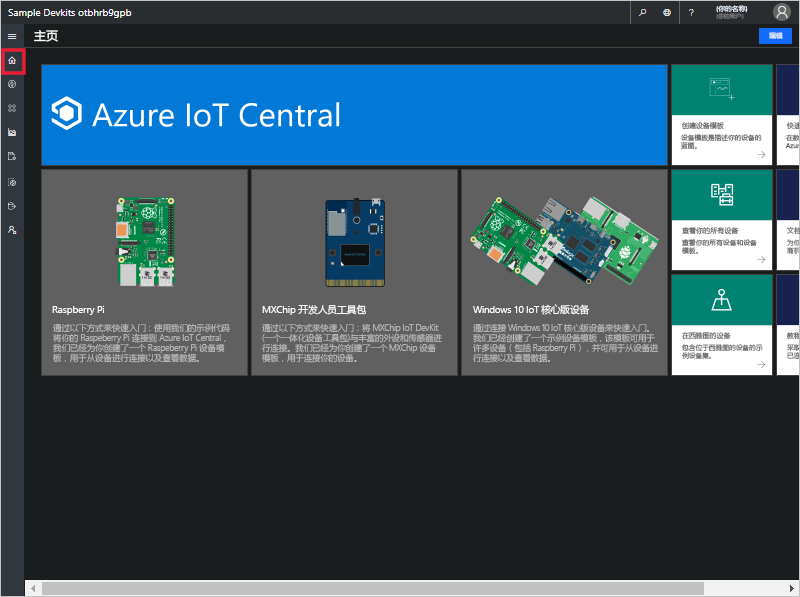 Sample Devkits otbhrb9gpb
?
(你的名称)
主页
编辑
Azure IoT Central
创建设备模板
设备模板是描述你的设备的
蓝图。
快速
Azu
查看你的所有设备
查看你的所有设备和设备
模板。
文档
为你
商机
在西雅图的设备
包含位于西雅图的设备的示
例设备集。
教程
采取
已连
Raspberry Pi
通过以下方式来快速入门：使用我们的示例代码
将你的 Raspeberry Pi 连接到 Azure IoT Central，
我们已经为你创建了一个 Raspeberry Pi 设备模
板，用于从设备进行连接以及查看数据。
MXChip 开发人员工具包
通过以下方式来快速入门：将 MXChip IoT DevKit
(一个一体化设备工具包)与丰富的外设和传感器进
行连接。我们已经为你创建了一个 MXChip 设备
模板，用于连接你的设备。
Windows 10 IoT 核心版设备
通过连接 Windows 10 IoT 核心版设备来快速入门。
我们已经创建了一个示例设备模板，该模板可用于
许多设备（包括 Raspberry Pi），并可用于从设备进
行连接以及查看数据。